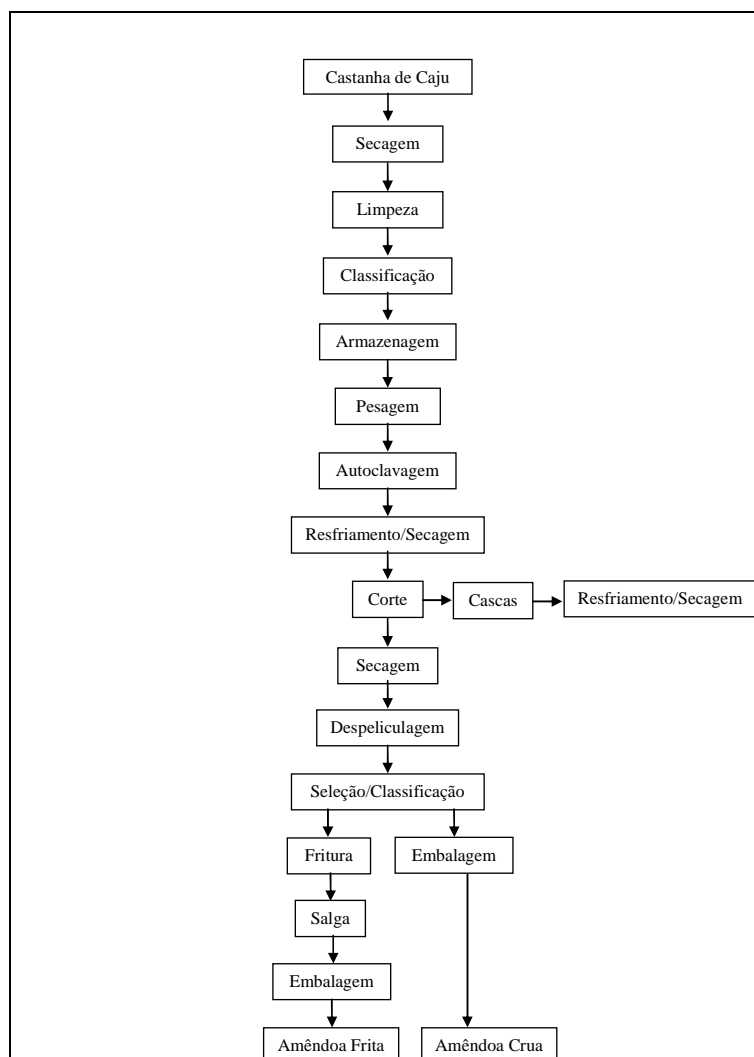 Castanha de Caju
Secagem
Limpeza
Classificação
Armazenagem
Pesagem
Autoclavagem
Resfriamento/Secagem
Corte
Cascas
Resfriamento/Secagem
Secagem
Despeliculagem
Seleção/Classificação
Fritura
Embalagem
Salga
Embalagem
Amêndoa Frita
Amêndoa Crua